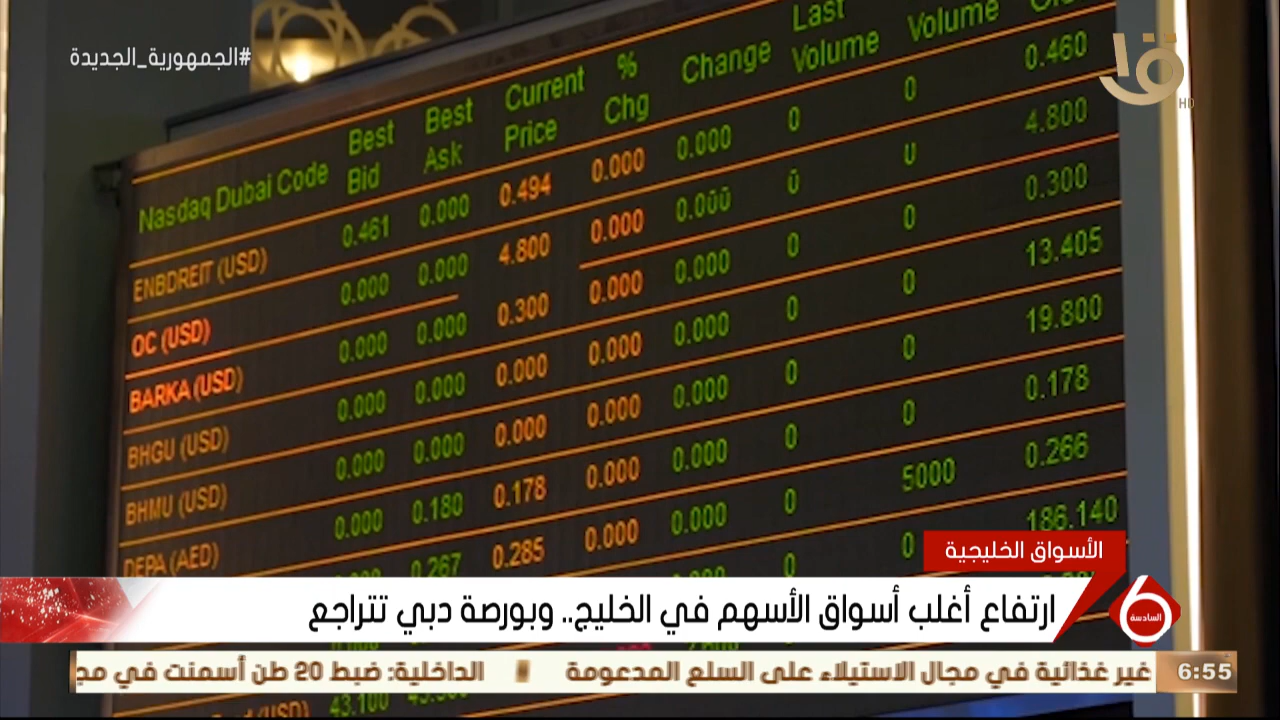 #الجمهورية_الجديدة
HD
Nasdaq Dubai Code Best Bid Best Ask Current Price % Chg Change Last Volume Volume
ENBDREIT (USD) 0.461 0.000 0.494 0.000 0.000 0 0 0.460
OC (USD) 0.000 0.000 4.800 0.000 0.000 0 0 4.800
BARKA (USD) 0.000 0.000 0.300 0.000 0.000 0 0 0.300
BHGU (USD) 0.000 0.000 0.000 0.000 0.000 0 0 13.405
BHMU (USD) 0.000 0.000 0.000 0.000 0.000 0 0 19.800
DEPA (AED) 0.000 0.180 0.178 0.000 0.000 0 0 0.178
0.267 0.285 0.000 0.000 0 5000 0.266
0 0 186.140
43.100
الأسواق الخليجية
ارتفاع أغلب أسواق الأسهم في الخليج.. وبورصة دبي تتراجع
6 السادسة
6:55 غير غذائية في مجال الاستيلاء على السلع المدعومة الداخلية: ضبط 20 طن أسمنت في مجـ